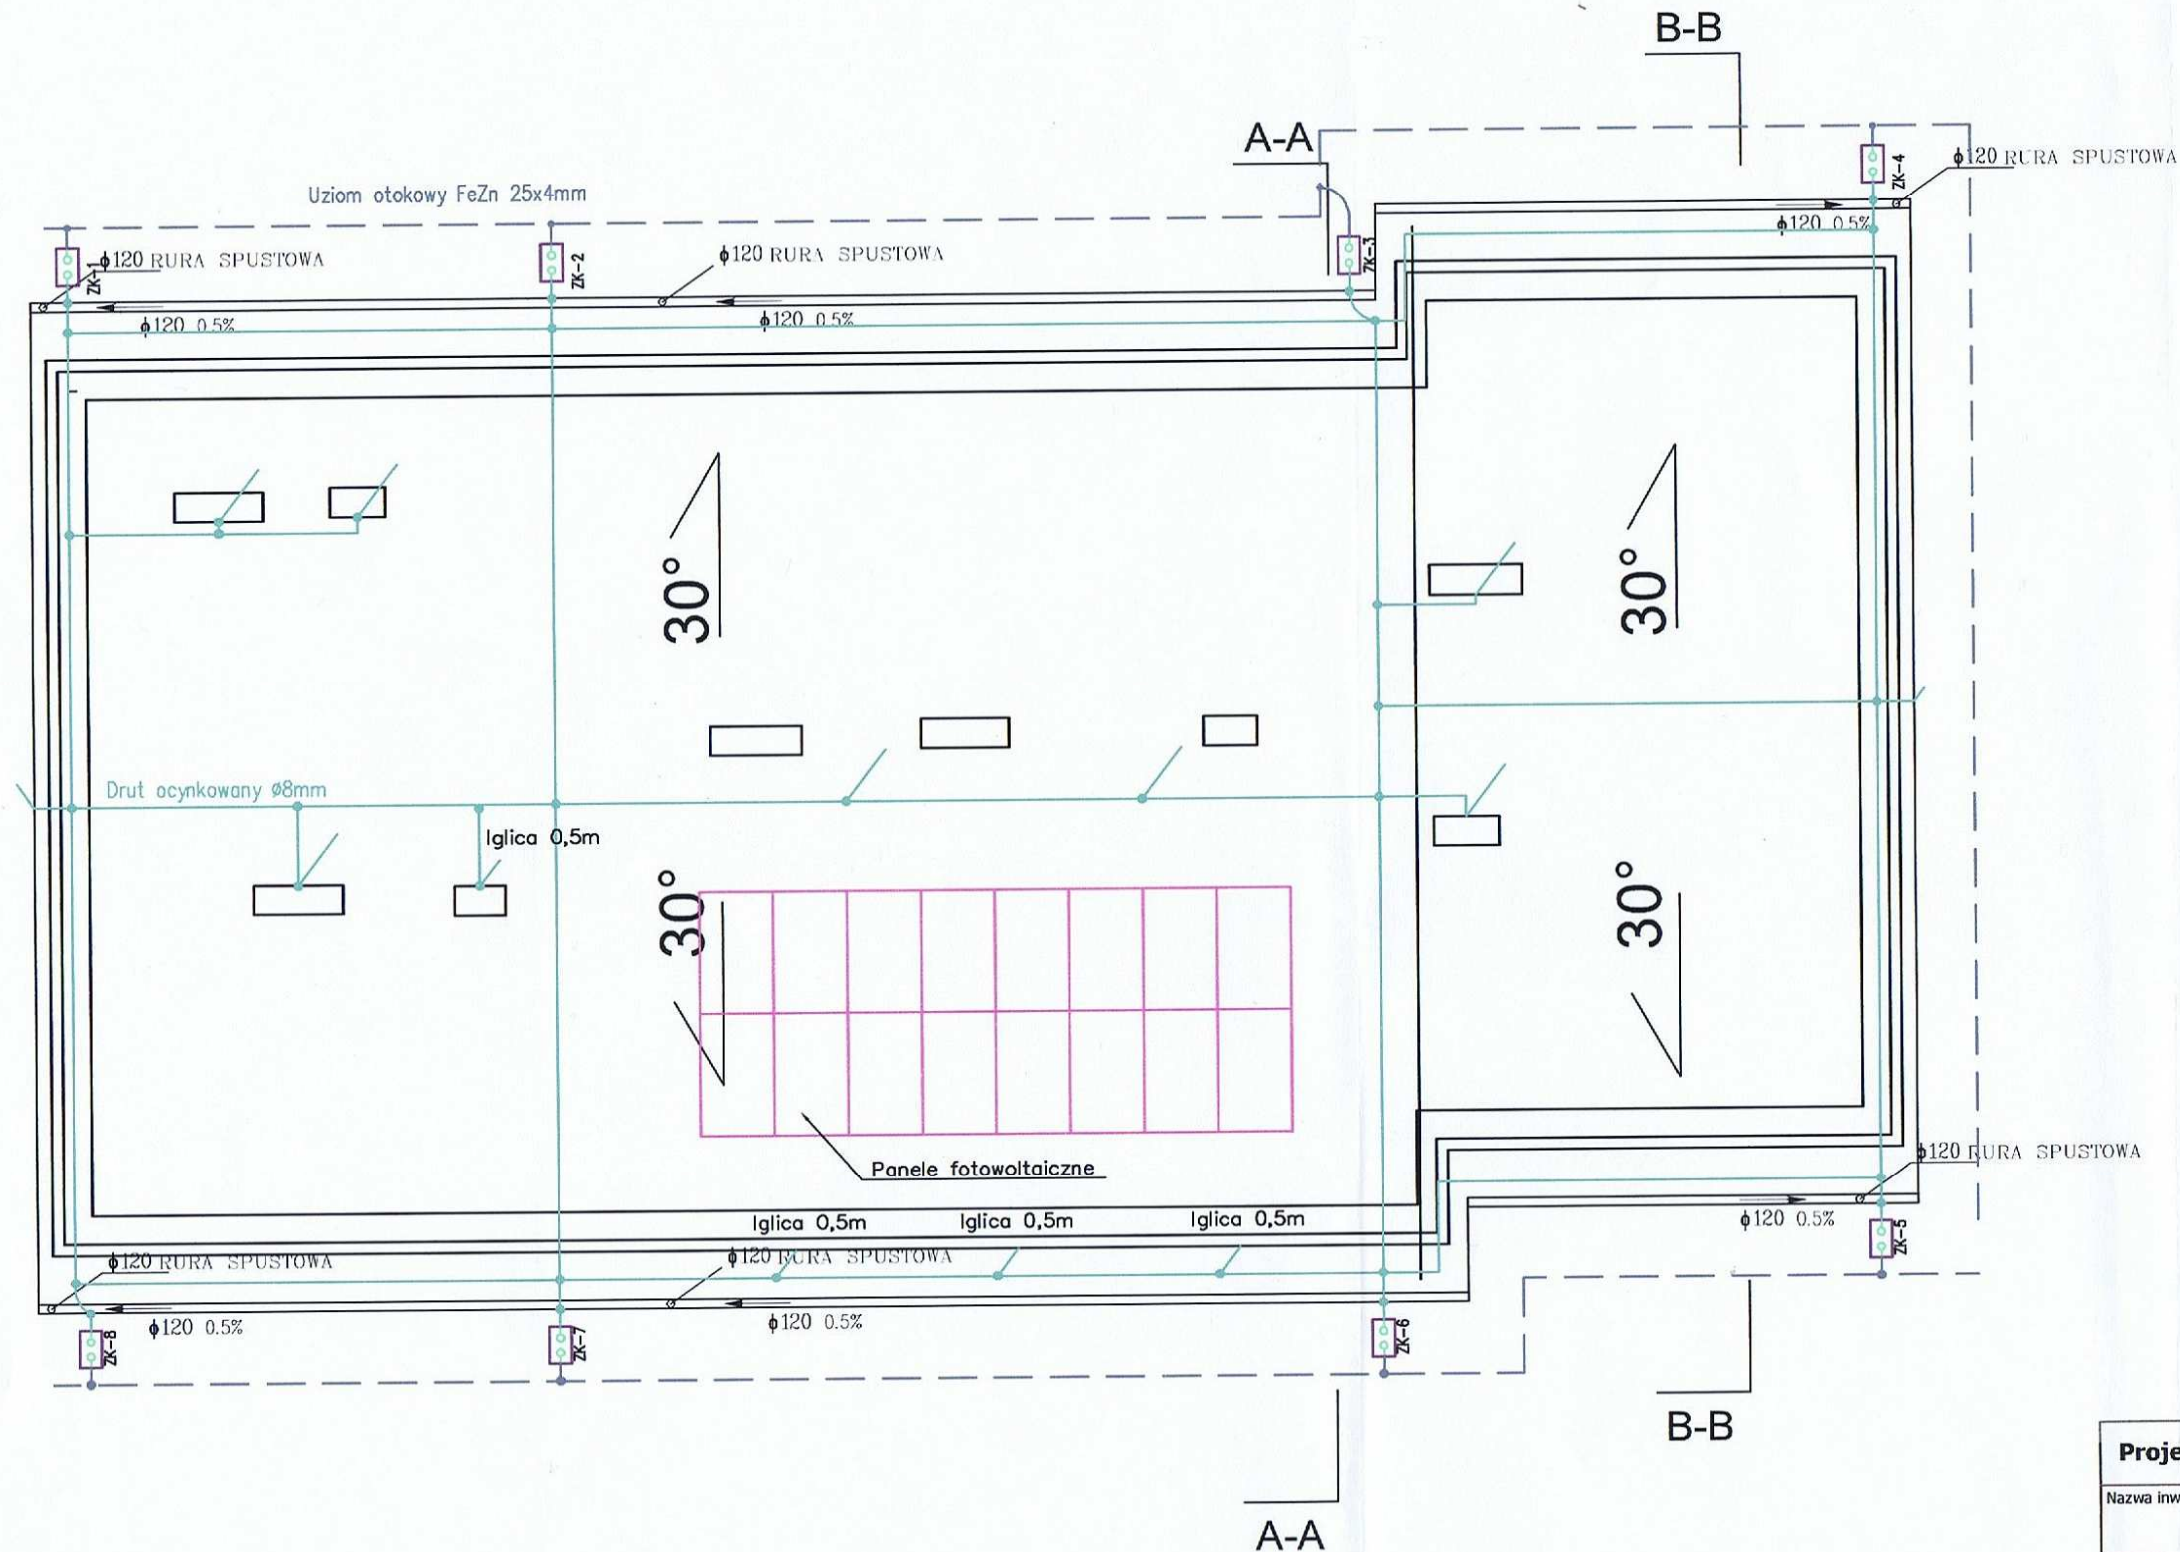 B-B
A-A
ZK-4
ϕ120 RURA SPUSTOWA
Uziom otokowy FeZn 25x4mm
ϕ120 0.5%
ZK-1
ϕ120 RURA SPUSTOWA
ZK-2
ϕ120 RURA SPUSTOWA
ZK-3
ϕ120 0.5%
ϕ120 0.5%
30°
30°
Drut ocynkowany ø8mm
Iglica 0,5m
30°
30°
Panele fotowoltaiczne
ϕ120 RURA SPUSTOWA
Iglica 0,5m
Iglica 0,5m
Iglica 0,5m
ϕ120 0.5%
ZK-5
ϕ120 RURA SPUSTOWA
ϕ120 RURA SPUSTOWA
ϕ120 0.5%
ϕ120 0.5%
ZK-8
ZK-7
ZK-6
B-B
A-A
Proje
Nazwa inw